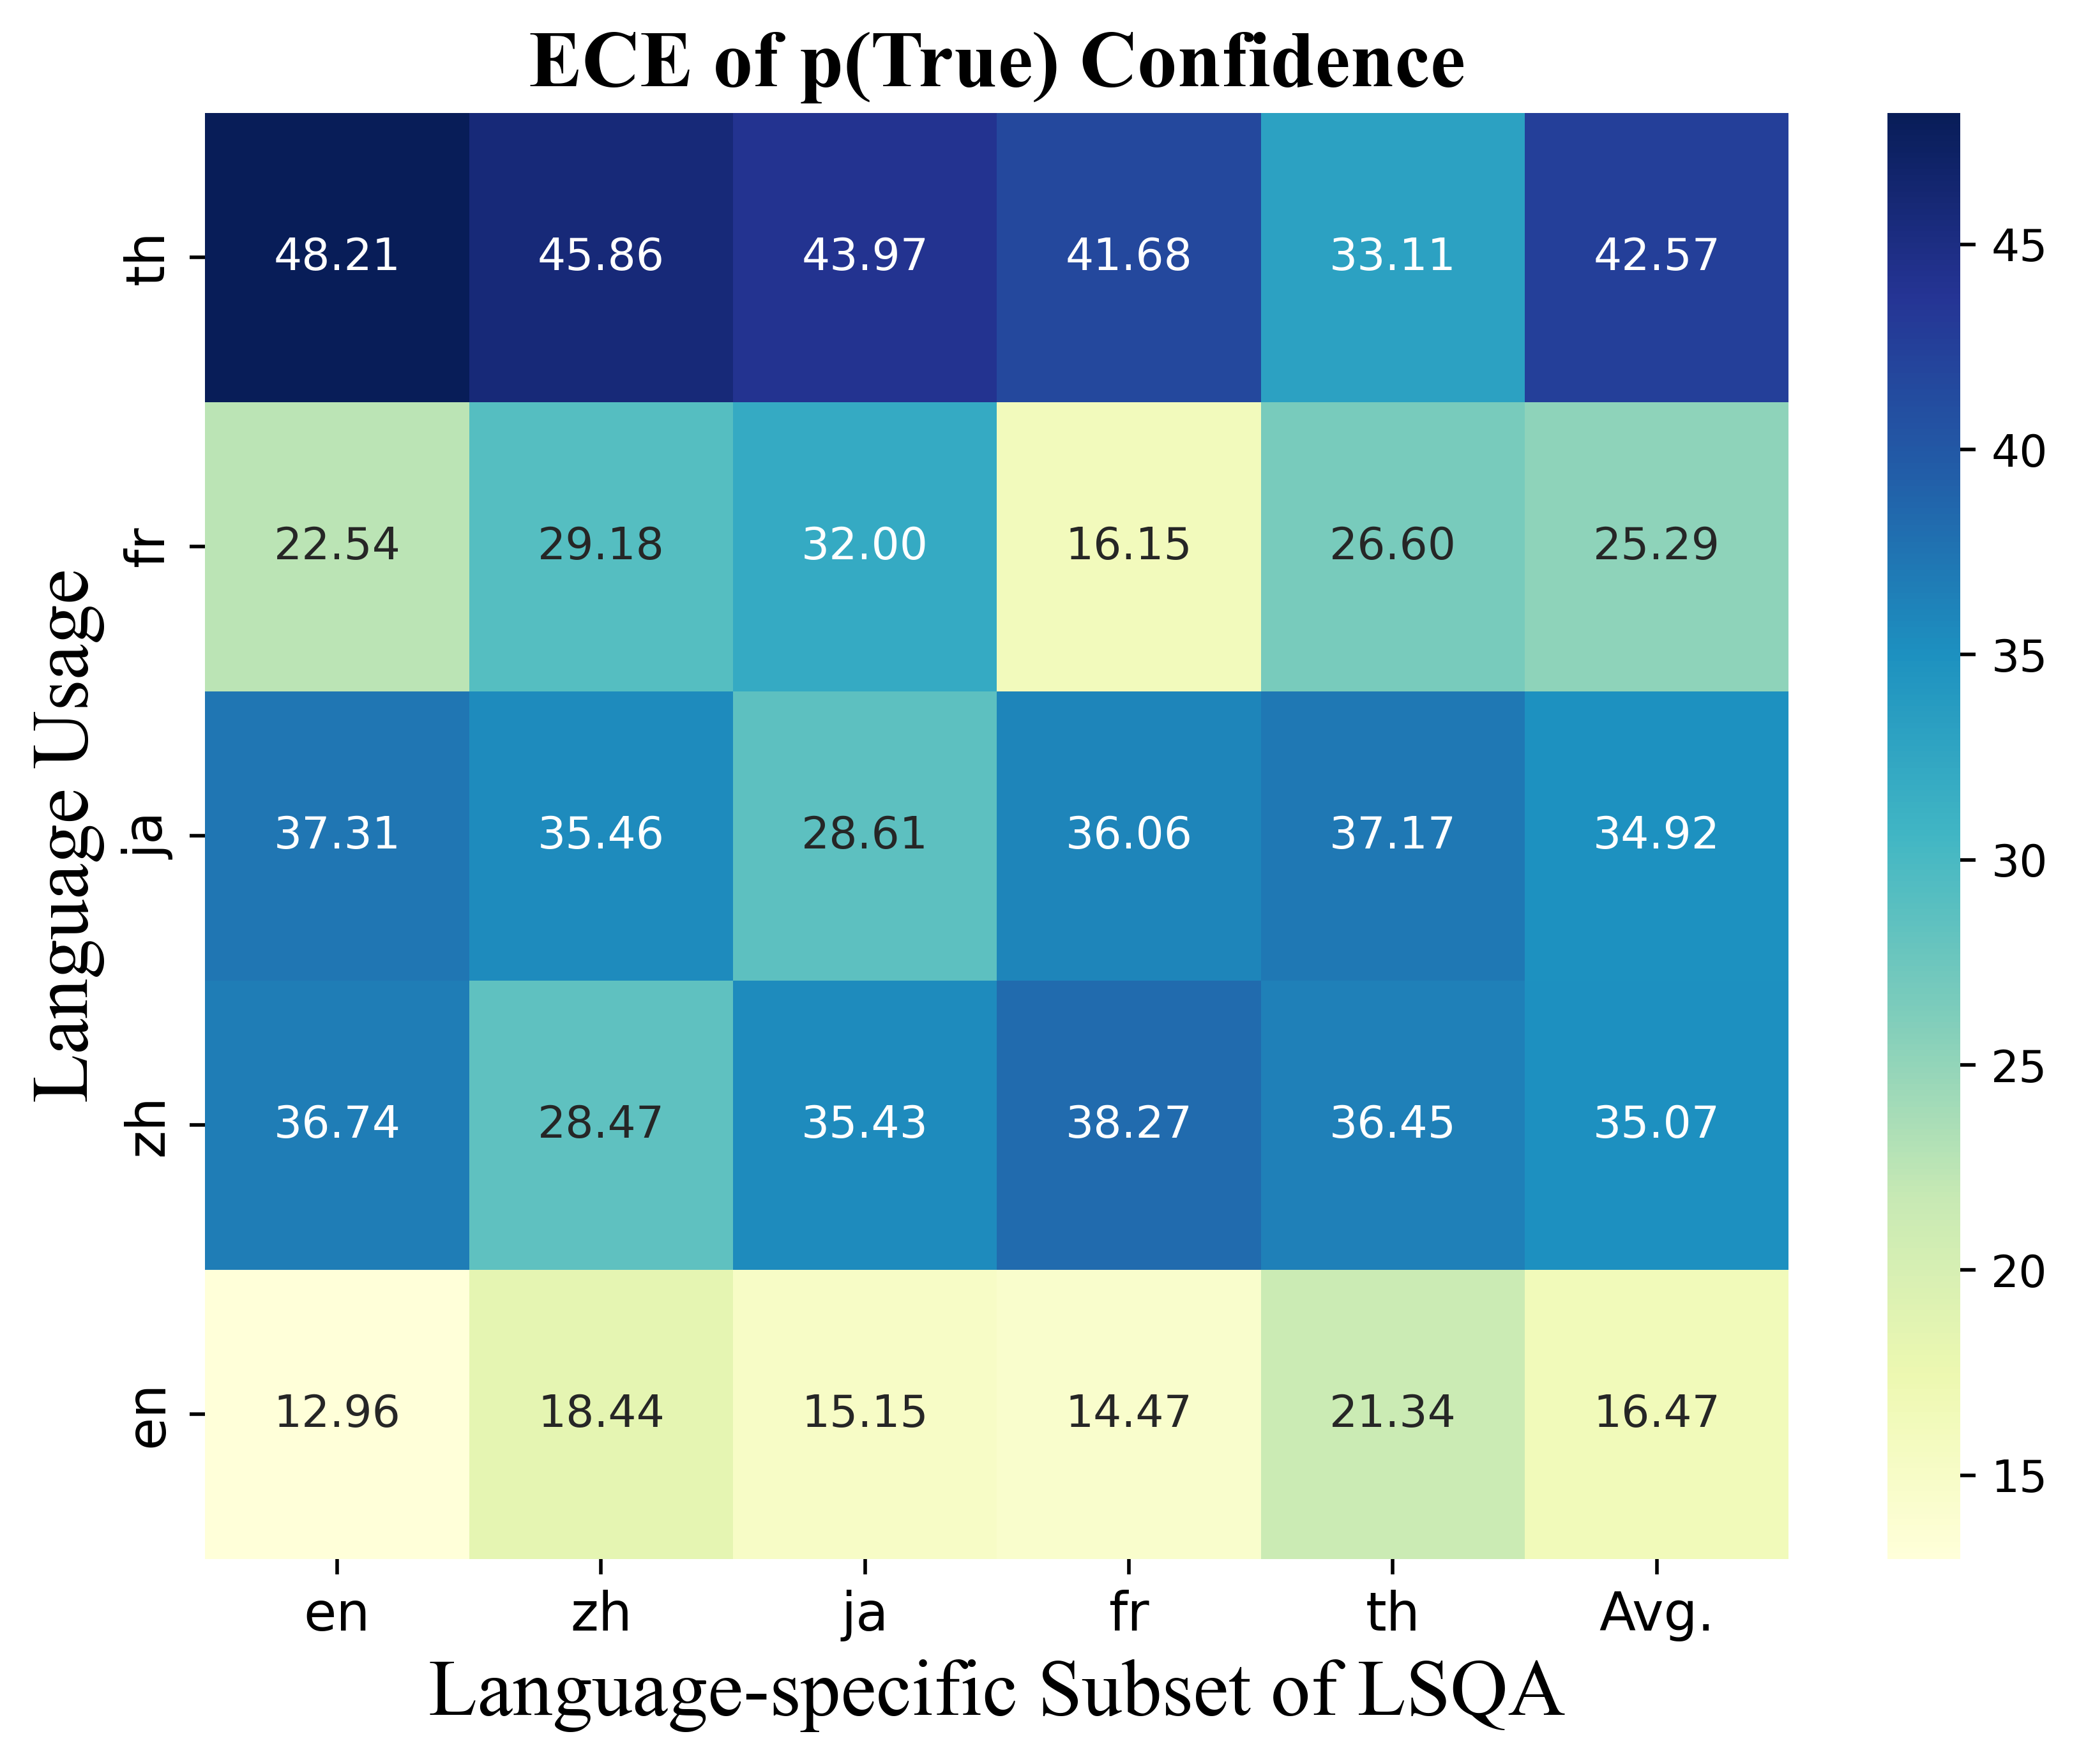 ECE of p(True) Confidence
Language Usage
th 48.21 45.86 43.97 41.68 33.11 42.57
fr 22.54 29.18 32.00 16.15 26.60 25.29
ja 37.31 35.46 28.61 36.06 37.17 34.92
zh 36.74 28.47 35.43 38.27 36.45 35.07
en 12.96 18.44 15.15 14.47 21.34 16.47
en zh ja fr th Avg.
Language-specific Subset of LSQA
45
40
35
30
25
20
15